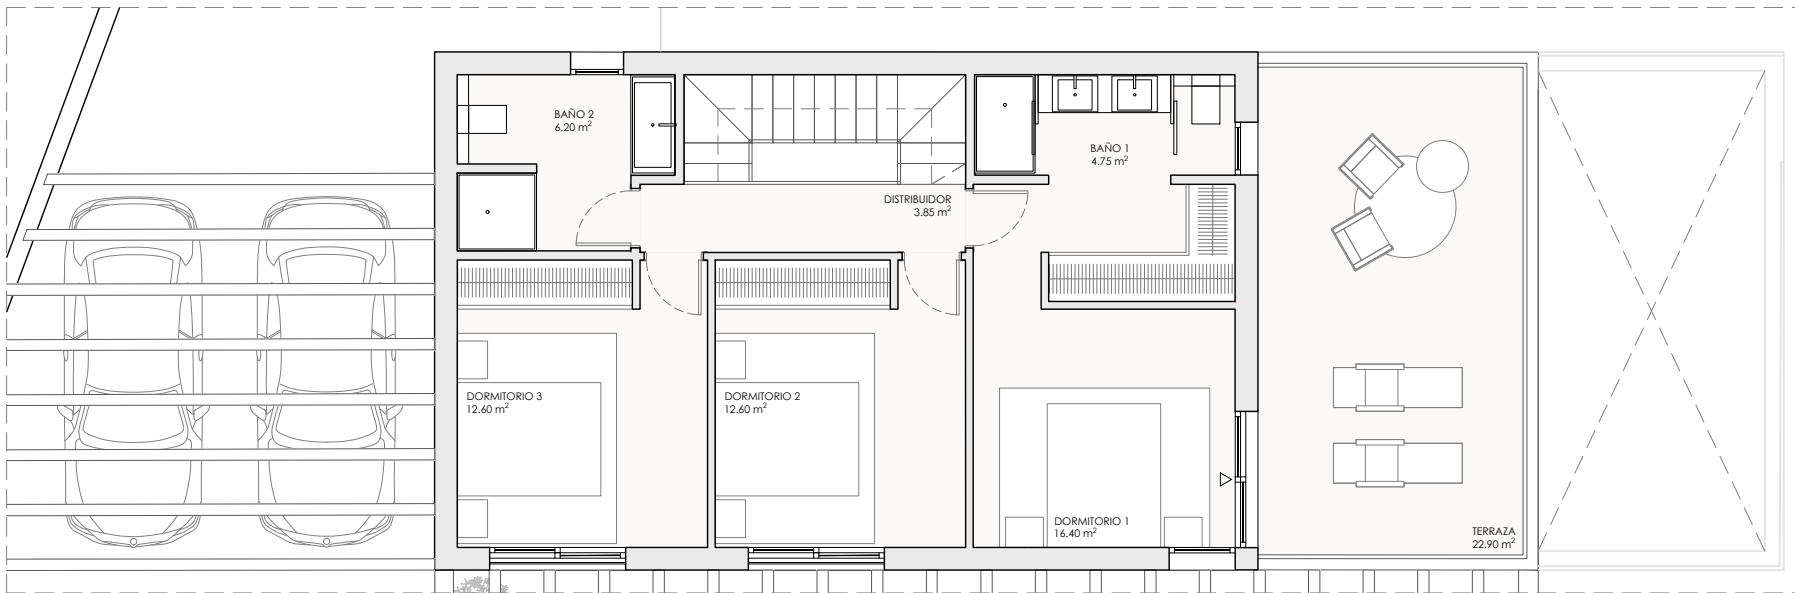 BAÑO 2
6.20 m²
BAÑO 1
4.75 m²
DISTRIBUIDOR
3.85 m²
DORMITORIO 3
12.60 m²
DORMITORIO 2
12.60 m²
DORMITORIO 1
16.40 m²
TERRAZA
22.90 m²